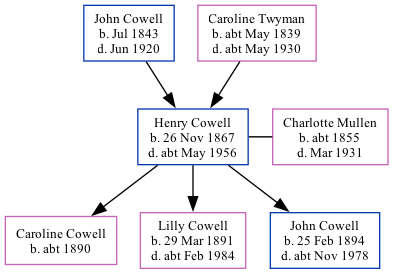 John Cowell
b. Jul 1843
d. Jun 1920
Caroline Twyman
b. abt May 1839
d. abt May 1930
Henry Cowell
b. 26 Nov 1867
d. abt May 1956
Charlotte Mullen
b. abt 1855
d. Mar 1931
Caroline Cowell
b. abt 1890
Lilly Cowell
b. 29 Mar 1891
d. abt Feb 1984
John Cowell
b. 25 Feb 1894
d. abt Nov 1978